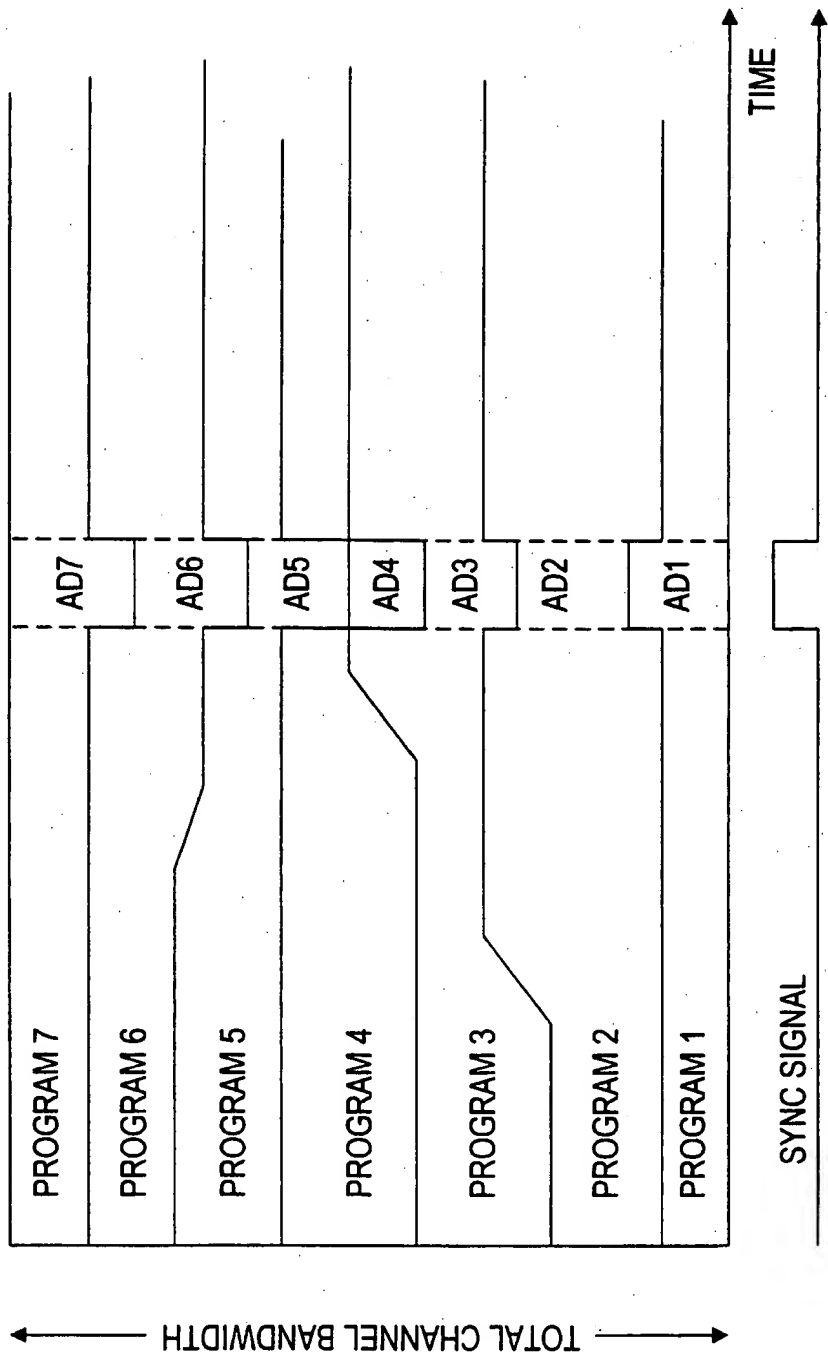 TOTAL CHANNEL BANDWIDTH
PROGRAM 7
PROGRAM 6
PROGRAM 5
PROGRAM 4
PROGRAM 3
PROGRAM 2
PROGRAM 1
AD7
AD6
AD5
AD4
AD3
AD2
AD1
TIME
SYNC SIGNAL